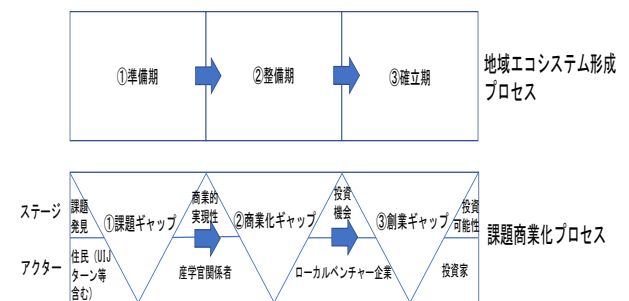 ①準備期
②整備期
③確立期
地域エコシステム形成
プロセス
ステージ
課題
発見
①課題ギャップ
商業的
実現性
②商業化ギャップ
投資
機会
③創業ギャップ
投資
可能性
課題商業化プロセス
アクター
住民（UIJ
ターン等
含む）
産学官関係者
ローカルベンチャー企業
投資家